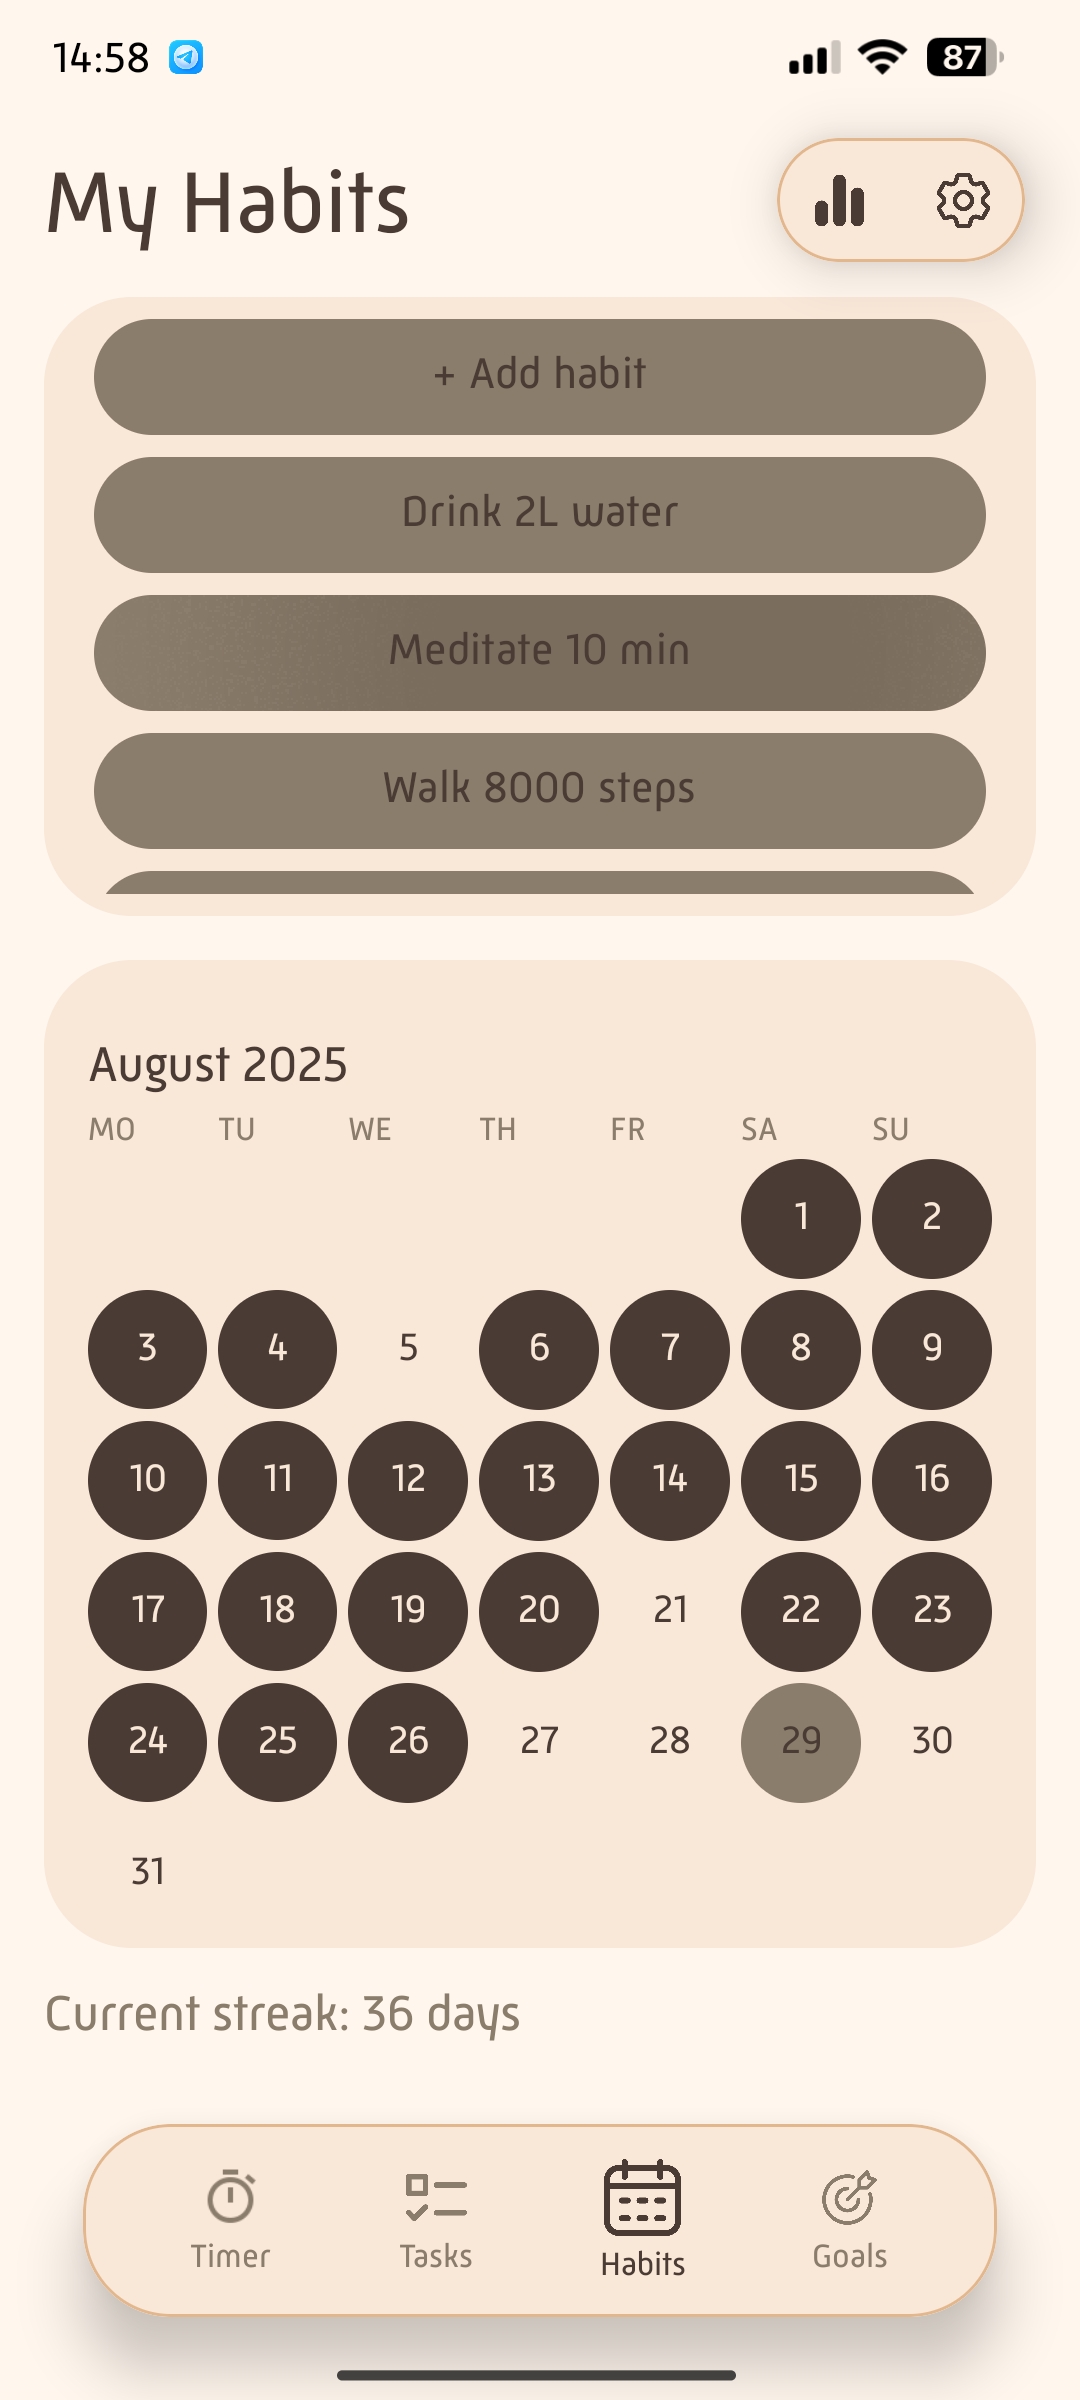 14:58
87
My Habits
+ Add habit
Drink 2L water
Meditate 10 min
Walk 8000 steps
August 2025
MO TU WE TH FR SA SU
1 2
3 4 5 6 7 8 9
10 11 12 13 14 15 16
17 18 19 20 21 22 23
24 25 26 27 28 29 30
31
Current streak: 36 days
Timer Tasks Habits Goals